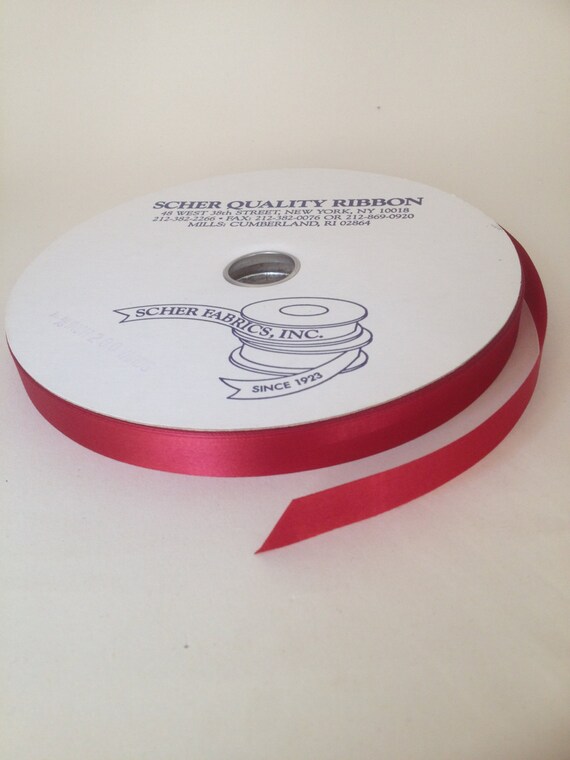 SCHER QUALITY RIBBON
48 WEST 38th STREET, NEW YORK, NY 10018
212-382-2266 • FAX: 212-382-0076 OR 212-869-0920
MILLS: CUMBERLAND, RI 02864
SCHER FABRICS, INC.
SINCE 1923